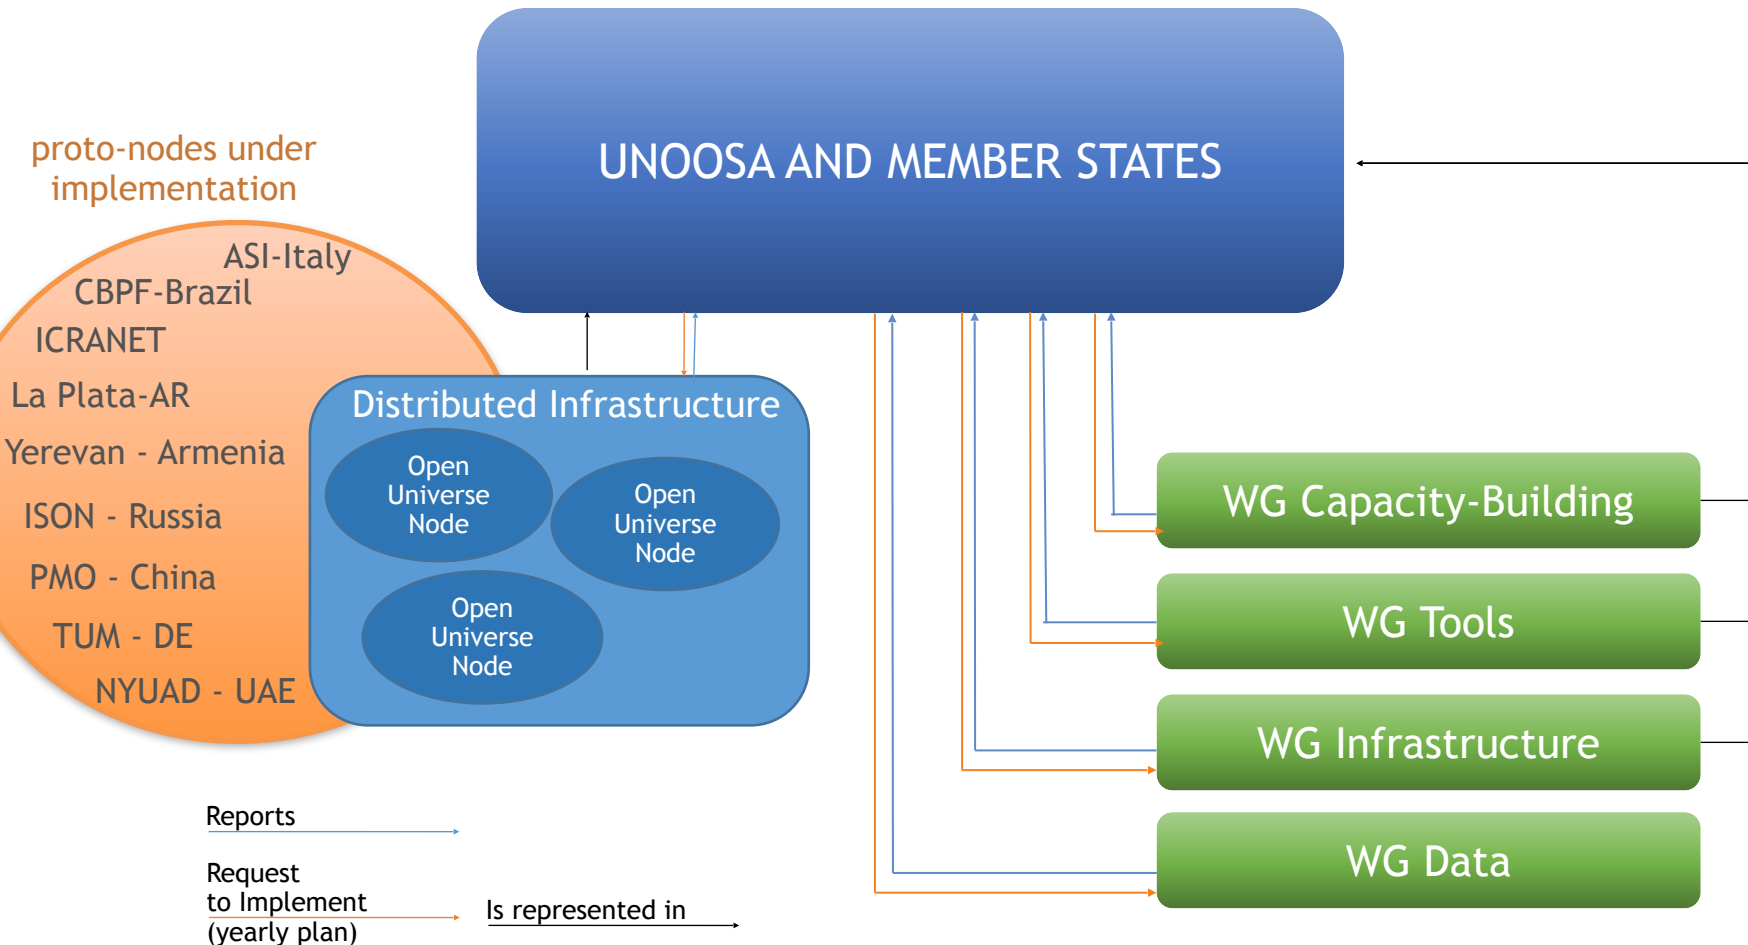 UNOOSA AND MEMBER STATES
proto-nodes under
implementation
ASI-Italy
CBPF-Brazil
ICRANET
La Plata-AR
Yerevan - Armenia
ISON - Russia
PMO - China
TUM - DE
NYUAD - UAE
Distributed Infrastructure
Open
Universe
Node
Open
Universe
Node
Open
Universe
Node
WG Capacity-Building
WG Tools
WG Infrastructure
WG Data
Reports
Request
to Implement
(yearly plan)
Is represented in